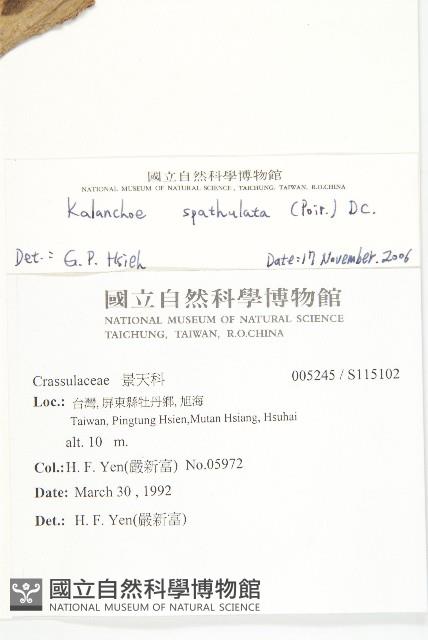 國立自然科學博物館
NATIONAL MUSEUM OF NATURAL SCIENCE, TAICHUNG, TAIWAN, R.O.CHINA
Kalanchoe spathulata (Poir.) DC.
Det.: G. P. Hsieh Date: 17 November. 2006
國立自然科學博物館
NATIONAL MUSEUM OF NATURAL SCIENCE
TAICHUNG, TAIWAN, R.O.CHINA
Crassulaceae 景天科 005245 / S115102
Loc.: 台灣, 屏東縣牡丹鄉, 旭海
Taiwan, Pingtung Hsien,Mutan Hsiang, Hsuhai
alt. 10 m.
Col.: H. F. Yen(嚴新富) No.05972
Date: March 30 , 1992
Det.: H. F. Yen(嚴新富)
國立自然科學博物館
NATIONAL MUSEUM OF NATURAL SCIENCE